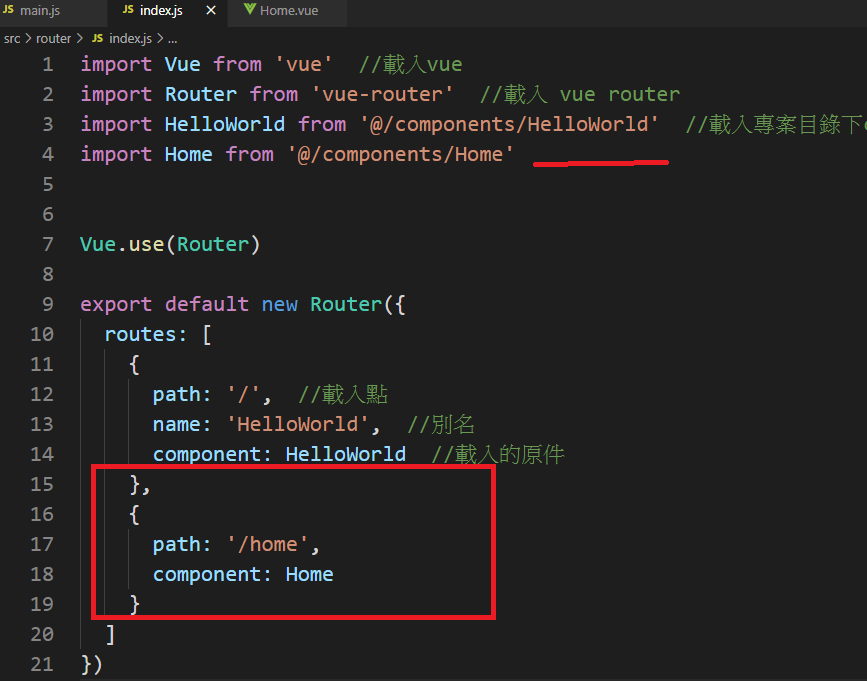 JS main.js JS index.js × Home.vue
src > router > JS index.js > ...
1 import Vue from 'vue' //載入vue
2 import Router from 'vue-router' //載入 vue router
3 import HelloWorld from '@/components/HelloWorld' //載入專案目錄下
4 import Home from '@/components/Home'
5
6
7 Vue.use(Router)
8
9 export default new Router({
10 routes: [
11 {
12 path: '/', //載入點
13 name: 'HelloWorld', //別名
14 component: HelloWorld //載入的原件
15 },
16 {
17 path: '/home',
18 component: Home
19 }
20 ]
21 })